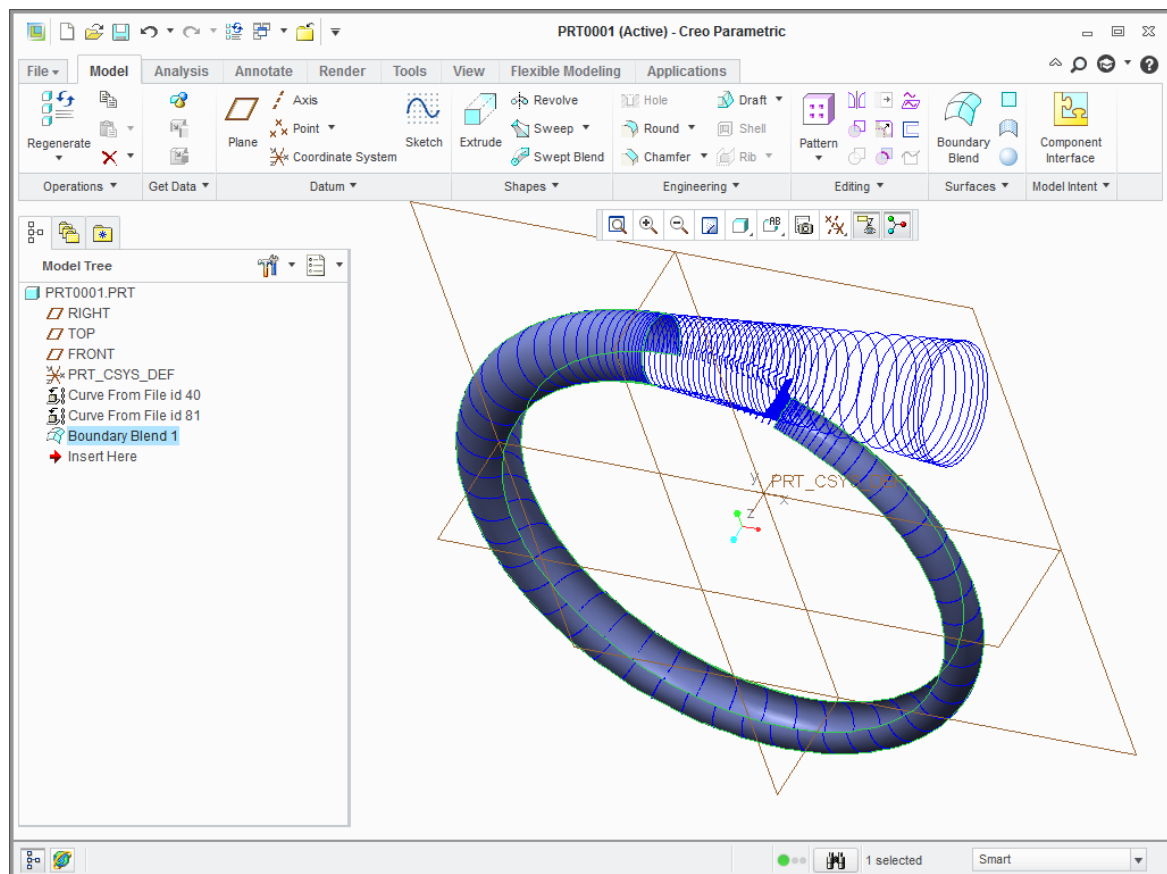 PRT0001 (Active) - Creo Parametric
File Model Analysis Annotate Render Tools View Flexible Modeling Applications
Regenerate
Operations
Get Data
Plane
Axis
Point
Coordinate System
Sketch
Datum
Extrude
Revolve
Sweep
Swept Blend
Shapes
Hole
Round
Chamfer
Draft
Shell
Rib
Engineering
Pattern
Editing
Boundary
Blend
Surfaces
Component
Interface
Model Intent
Model Tree
PRT0001.PRT
RIGHT
TOP
FRONT
PRT_CSYS_DEF
Curve From File id 40
Curve From File id 81
Boundary Blend 1
Insert Here
y
PRT_CSYS_DEF
x
z
1 selected
Smart